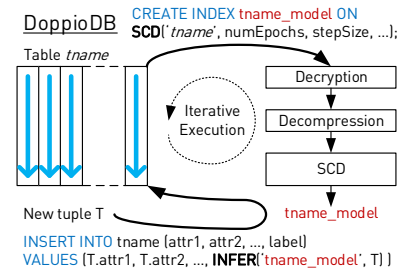 DoppioDB
CREATE INDEX tname_model ON
SCD('tname', numEpochs, stepSize, ...);
Table tname
Decryption
Iterative
Execution
Decompression
SCD
New tuple T
tname_model
INSERT INTO tname (attr1, attr2, ..., label)
VALUES (T.attr1, T.attr2, ..., INFER('tname_model', T) )